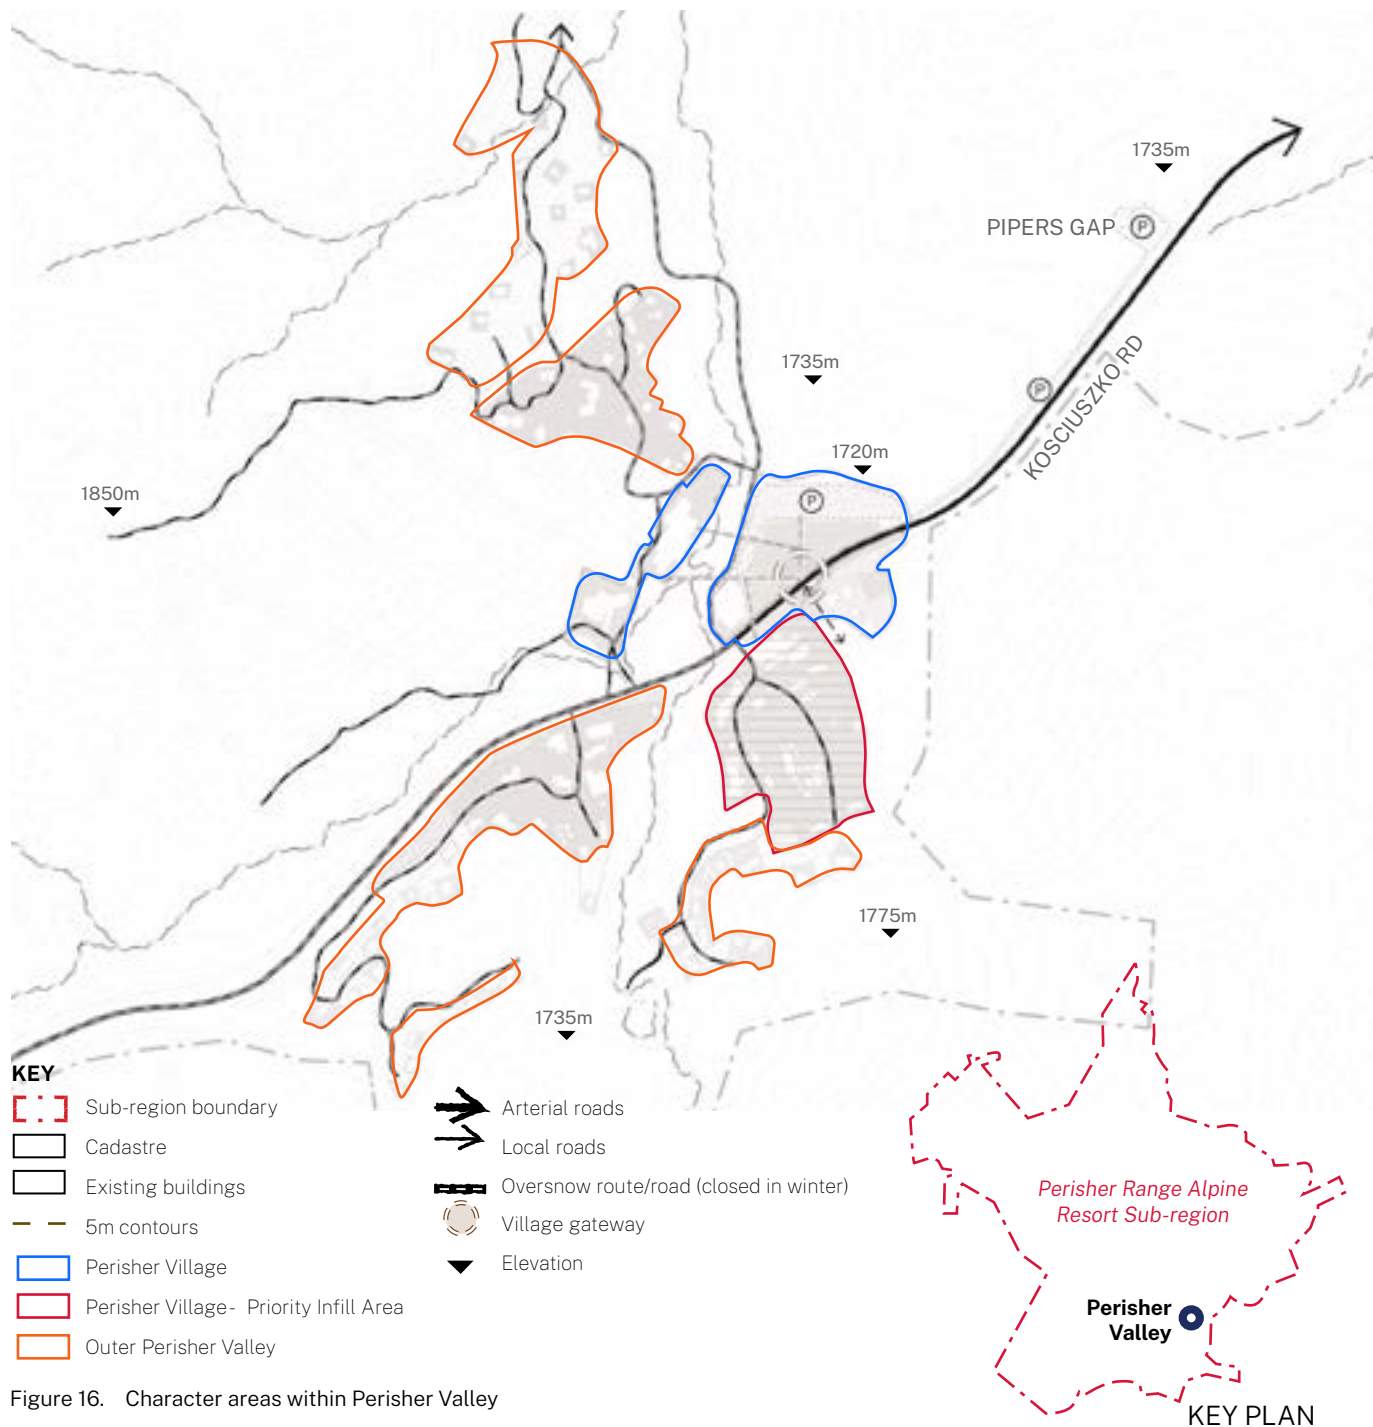 1735m
P
PIPERS GAP
1735m
P
KOSCIUSZKO RD
1720m
P
1850m
1775m
1735m
KEY
Sub-region boundary
Cadastre
Existing buildings
5m contours
Perisher Village
Perisher Village - Priority Infill Area
Outer Perisher Valley
Arterial roads
Local roads
Oversnow route/road (closed in winter)
Village gateway
Elevation
Perisher Range Alpine
Resort Sub-region
Perisher
Valley
KEY PLAN
Figure 16. Character areas within Perisher Valley